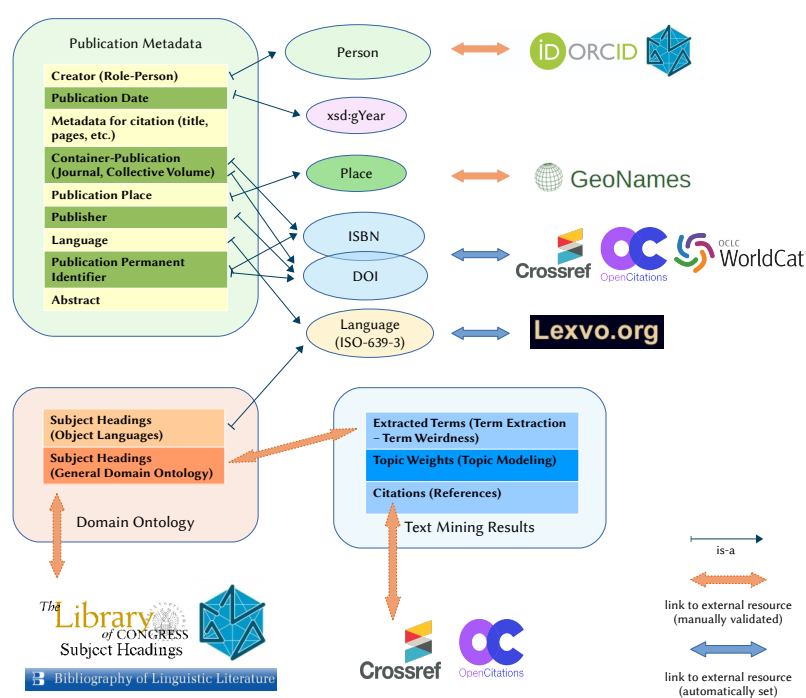 Publication Metadata
Creator (Role-Person)
Publication Date
Metadata for citation (title,
pages, etc.)
Container-Publication
(Journal, Collective Volume)
Publication Place
Publisher
Language
Publication Permanent
Identifier
Abstract
Person
xsd:gYear
Place
ISBN
DOI
Language
(ISO-639-3)
iD ORCID
GeoNames
Crossref
OpenCitations
OCLC
WorldCat
Lexvo.org
Subject Headings
(Object Languages)
Subject Headings
(General Domain Ontology)
Domain Ontology
Extracted Terms (Term Extraction
– Term Weirdness)
Topic Weights (Topic Modeling)
Citations (References)
Text Mining Results
The Library
of CONGRESS
Subject Headings
B Bibliography of Linguistic Literature
Crossref
OpenCitations
is-a
link to external resource
(manually validated)
link to external resource
(automatically set)